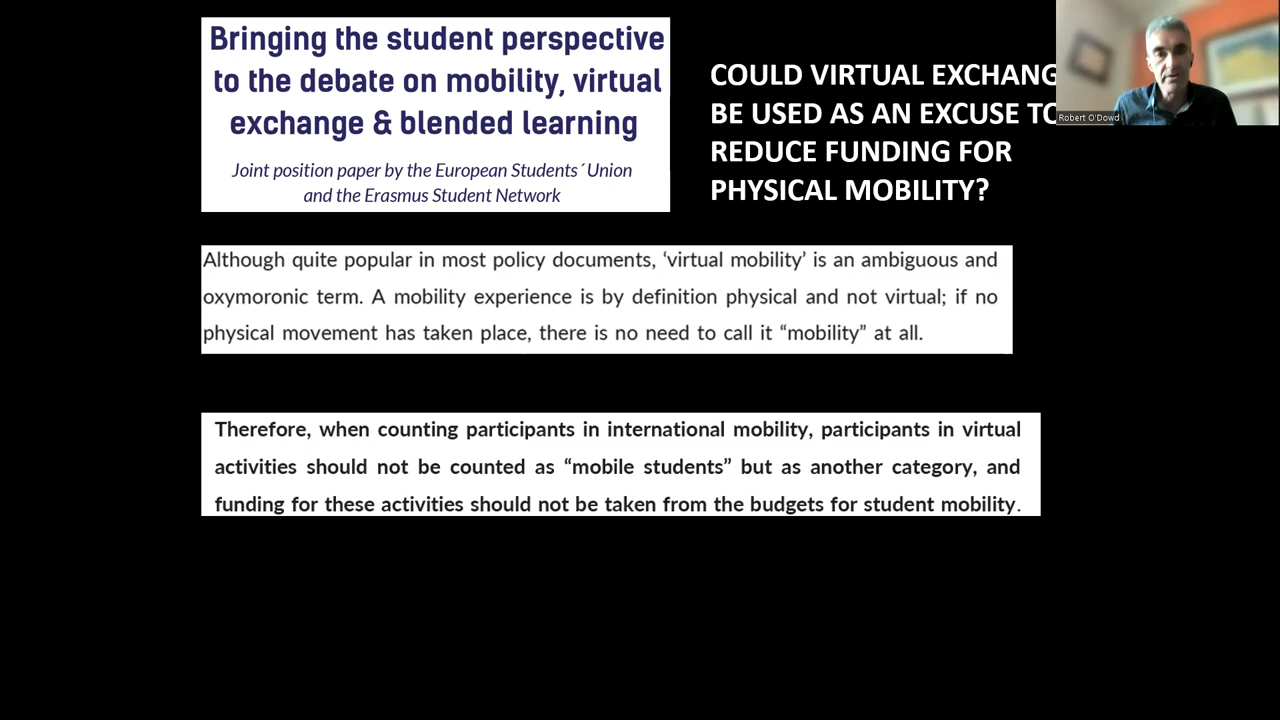 Bringing the student perspective
to the debate on mobility, virtual
exchange & blended learning
Joint position paper by the European Students´Union
and the Erasmus Student Network
COULD VIRTUAL EXCHANG
BE USED AS AN EXCUSE TO
REDUCE FUNDING FOR
PHYSICAL MOBILITY?
Robert O'Dowd
Although quite popular in most policy documents, ‘virtual mobility’ is an ambiguous and
oxymoronic term. A mobility experience is by definition physical and not virtual; if no
physical movement has taken place, there is no need to call it “mobility” at all.
Therefore, when counting participants in international mobility, participants in virtual
activities should not be counted as “mobile students” but as another category, and
funding for these activities should not be taken from the budgets for student mobility.